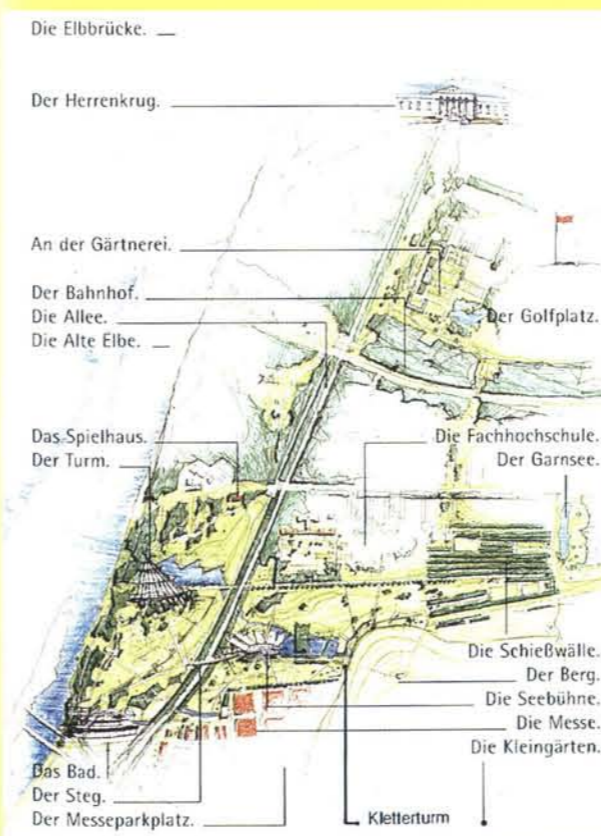 Die Elbbrücke.
Der Herrenkrug.
An der Gärtnerei.
Der Bahnhof.
Der Golfplatz.
Die Allee.
Die Alte Elbe.
Das Spielhaus.
Die Fachhochschule.
Der Turm.
Der Garnsee.
Die Schießwälle.
Der Berg.
Die Seebühne.
Die Messe.
Die Kleingärten.
Das Bad.
Der Steg.
Der Messeparkplatz.
Kletterturm